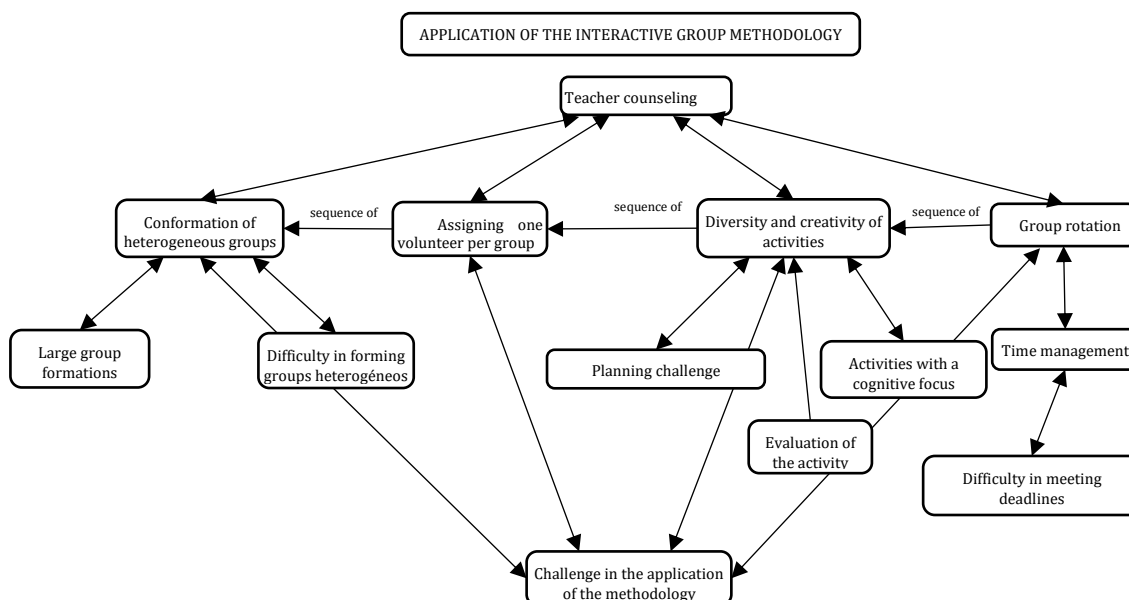 APPLICATION OF THE INTERACTIVE GROUP METHODOLOGY
Teacher counseling
sequence of
sequence of
sequence of
Conformation of
heterogeneous groups
Assigning one
volunteer per group
Diversity and creativity of
activities
Group rotation
Large group
formations
Difficulty in forming
groups heterogéneos
Planning challenge
Activities with a
cognitive focus
Time management
Evaluation of
the activity
Difficulty in meeting
deadlines
Challenge in the application
of the methodology